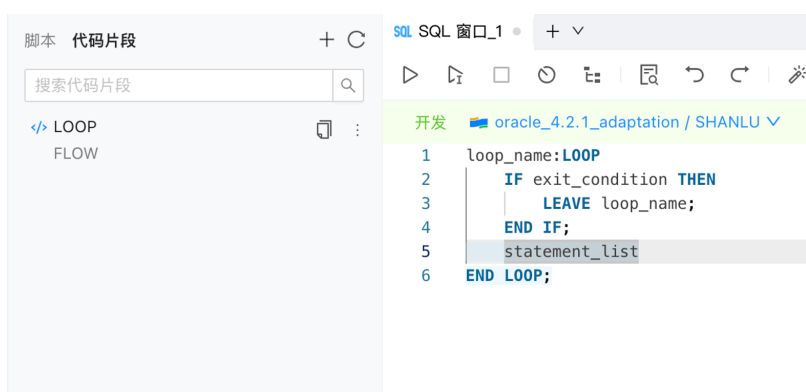 脚本 代码片段
搜索代码片段
</> LOOP
FLOW
SQL SQL 窗口_1
开发 oracle_4.2.1_adaptation / SHANLU
1 loop_name:LOOP
2 IF exit_condition THEN
3 LEAVE loop_name;
4 END IF;
5 statement_list
6 END LOOP;